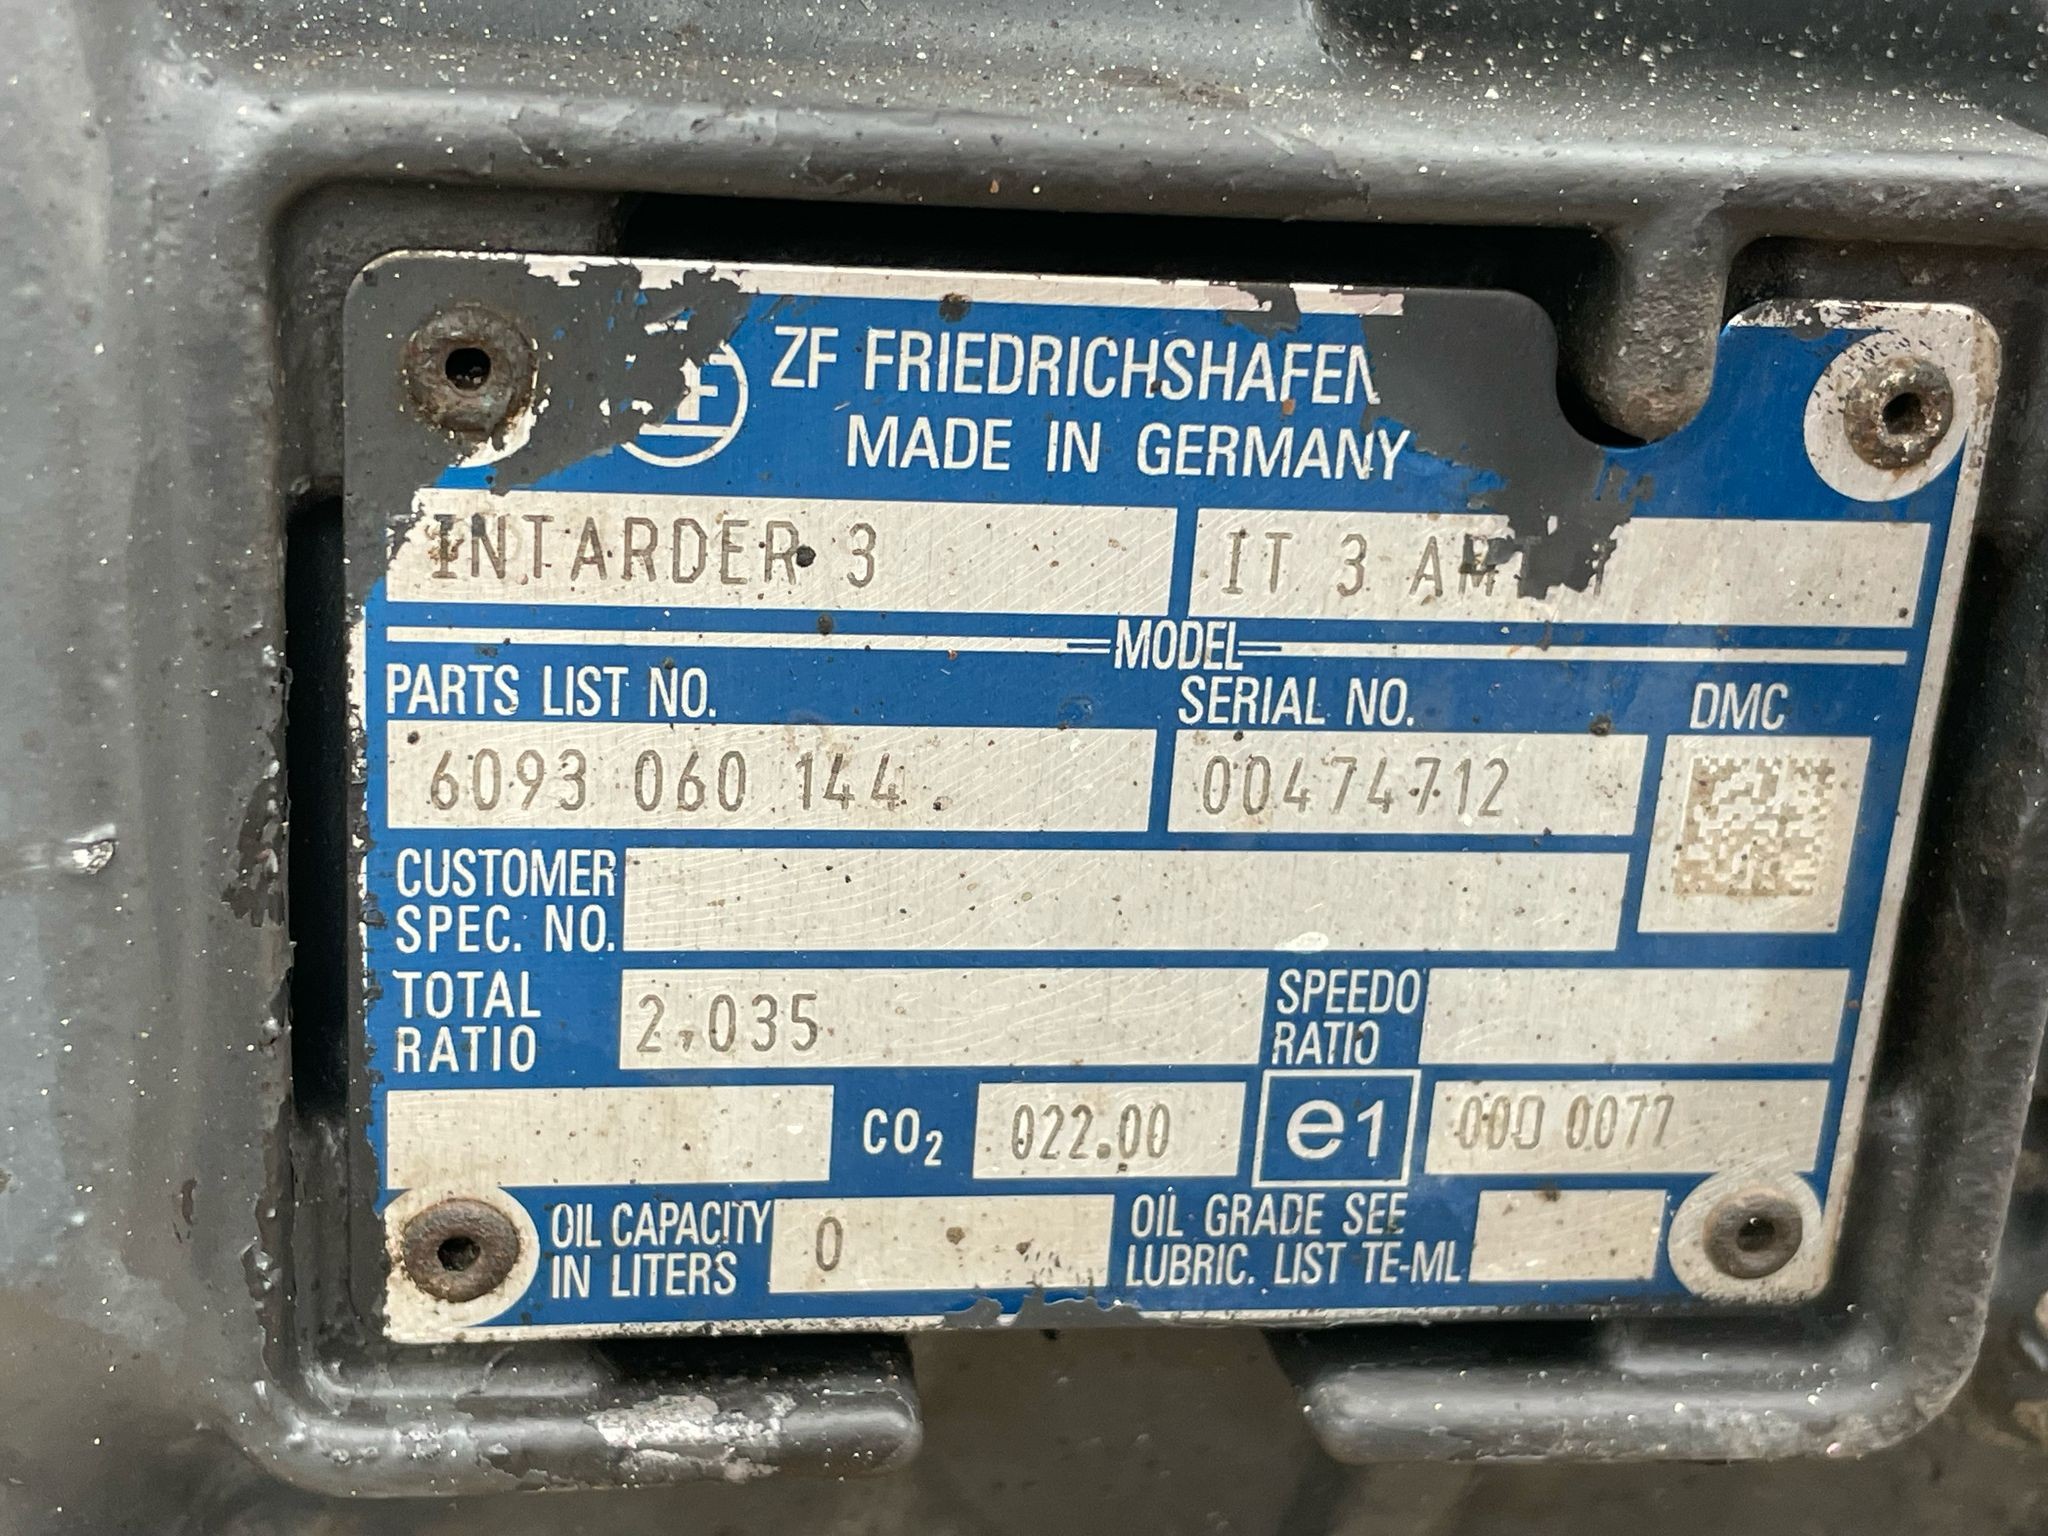 ZF FRIEDRICHSHAFEN
MADE IN GERMANY
INTARDER 3 IT 3
MODEL
PARTS LIST NO. SERIAL NO. DMC
6093 060 144 00474712
CUSTOMER
SPEC. NO.
TOTAL
RATIO 2,035 SPEEDO
RATIO
CO₂ 022.00 e1 000 0077
OIL CAPACITY
IN LITERS 0 OIL GRADE SEE
LUBRIC. LIST TE-ML